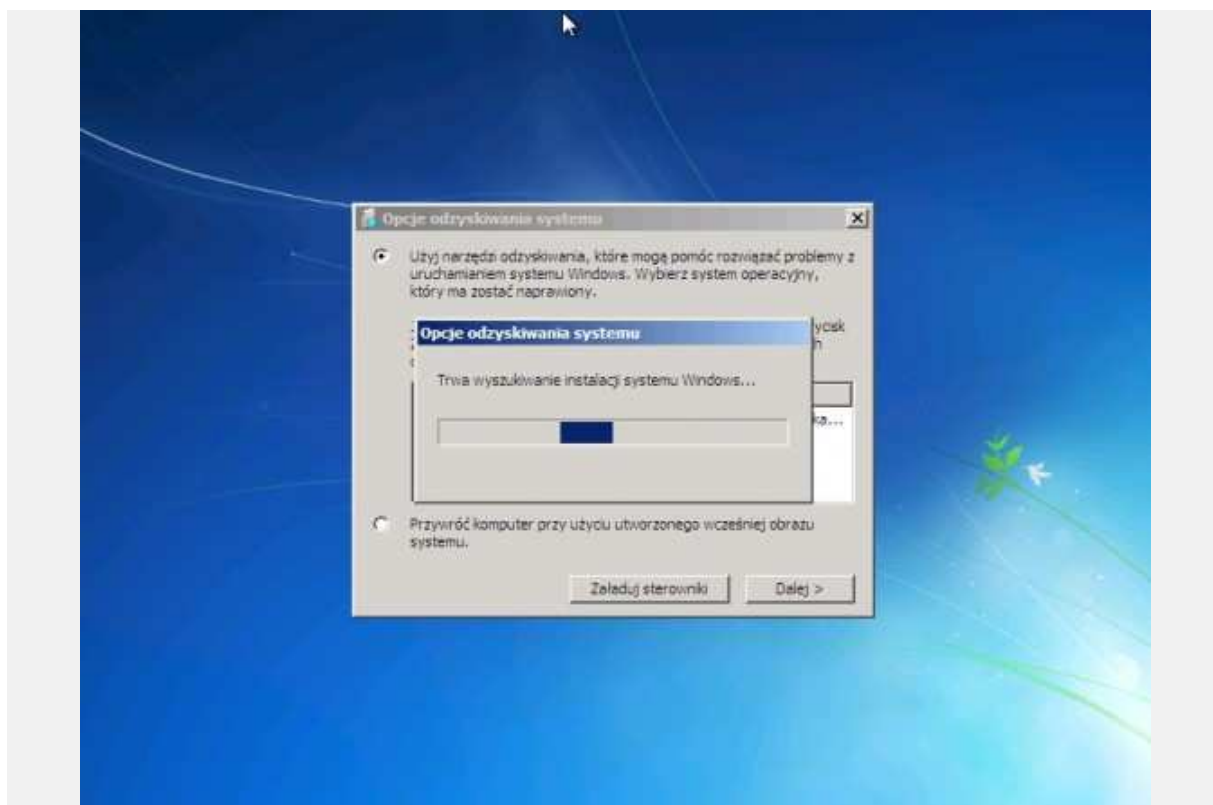 Opcje odzyskiwania systemu
Użyj narzędzi odzyskiwania, które mogą pomóc rozwiązać problemy z
uruchamianiem systemu Windows. Wybierz system operacyjny,
który ma zostać naprawiony.
Opcje odzyskiwania systemu
Trwa wyszukiwanie instalacji systemu Windows...
Przywróć komputer przy użyciu utworzonego wcześniej obrazu
systemu.
Załaduj sterowniki
Dalej >